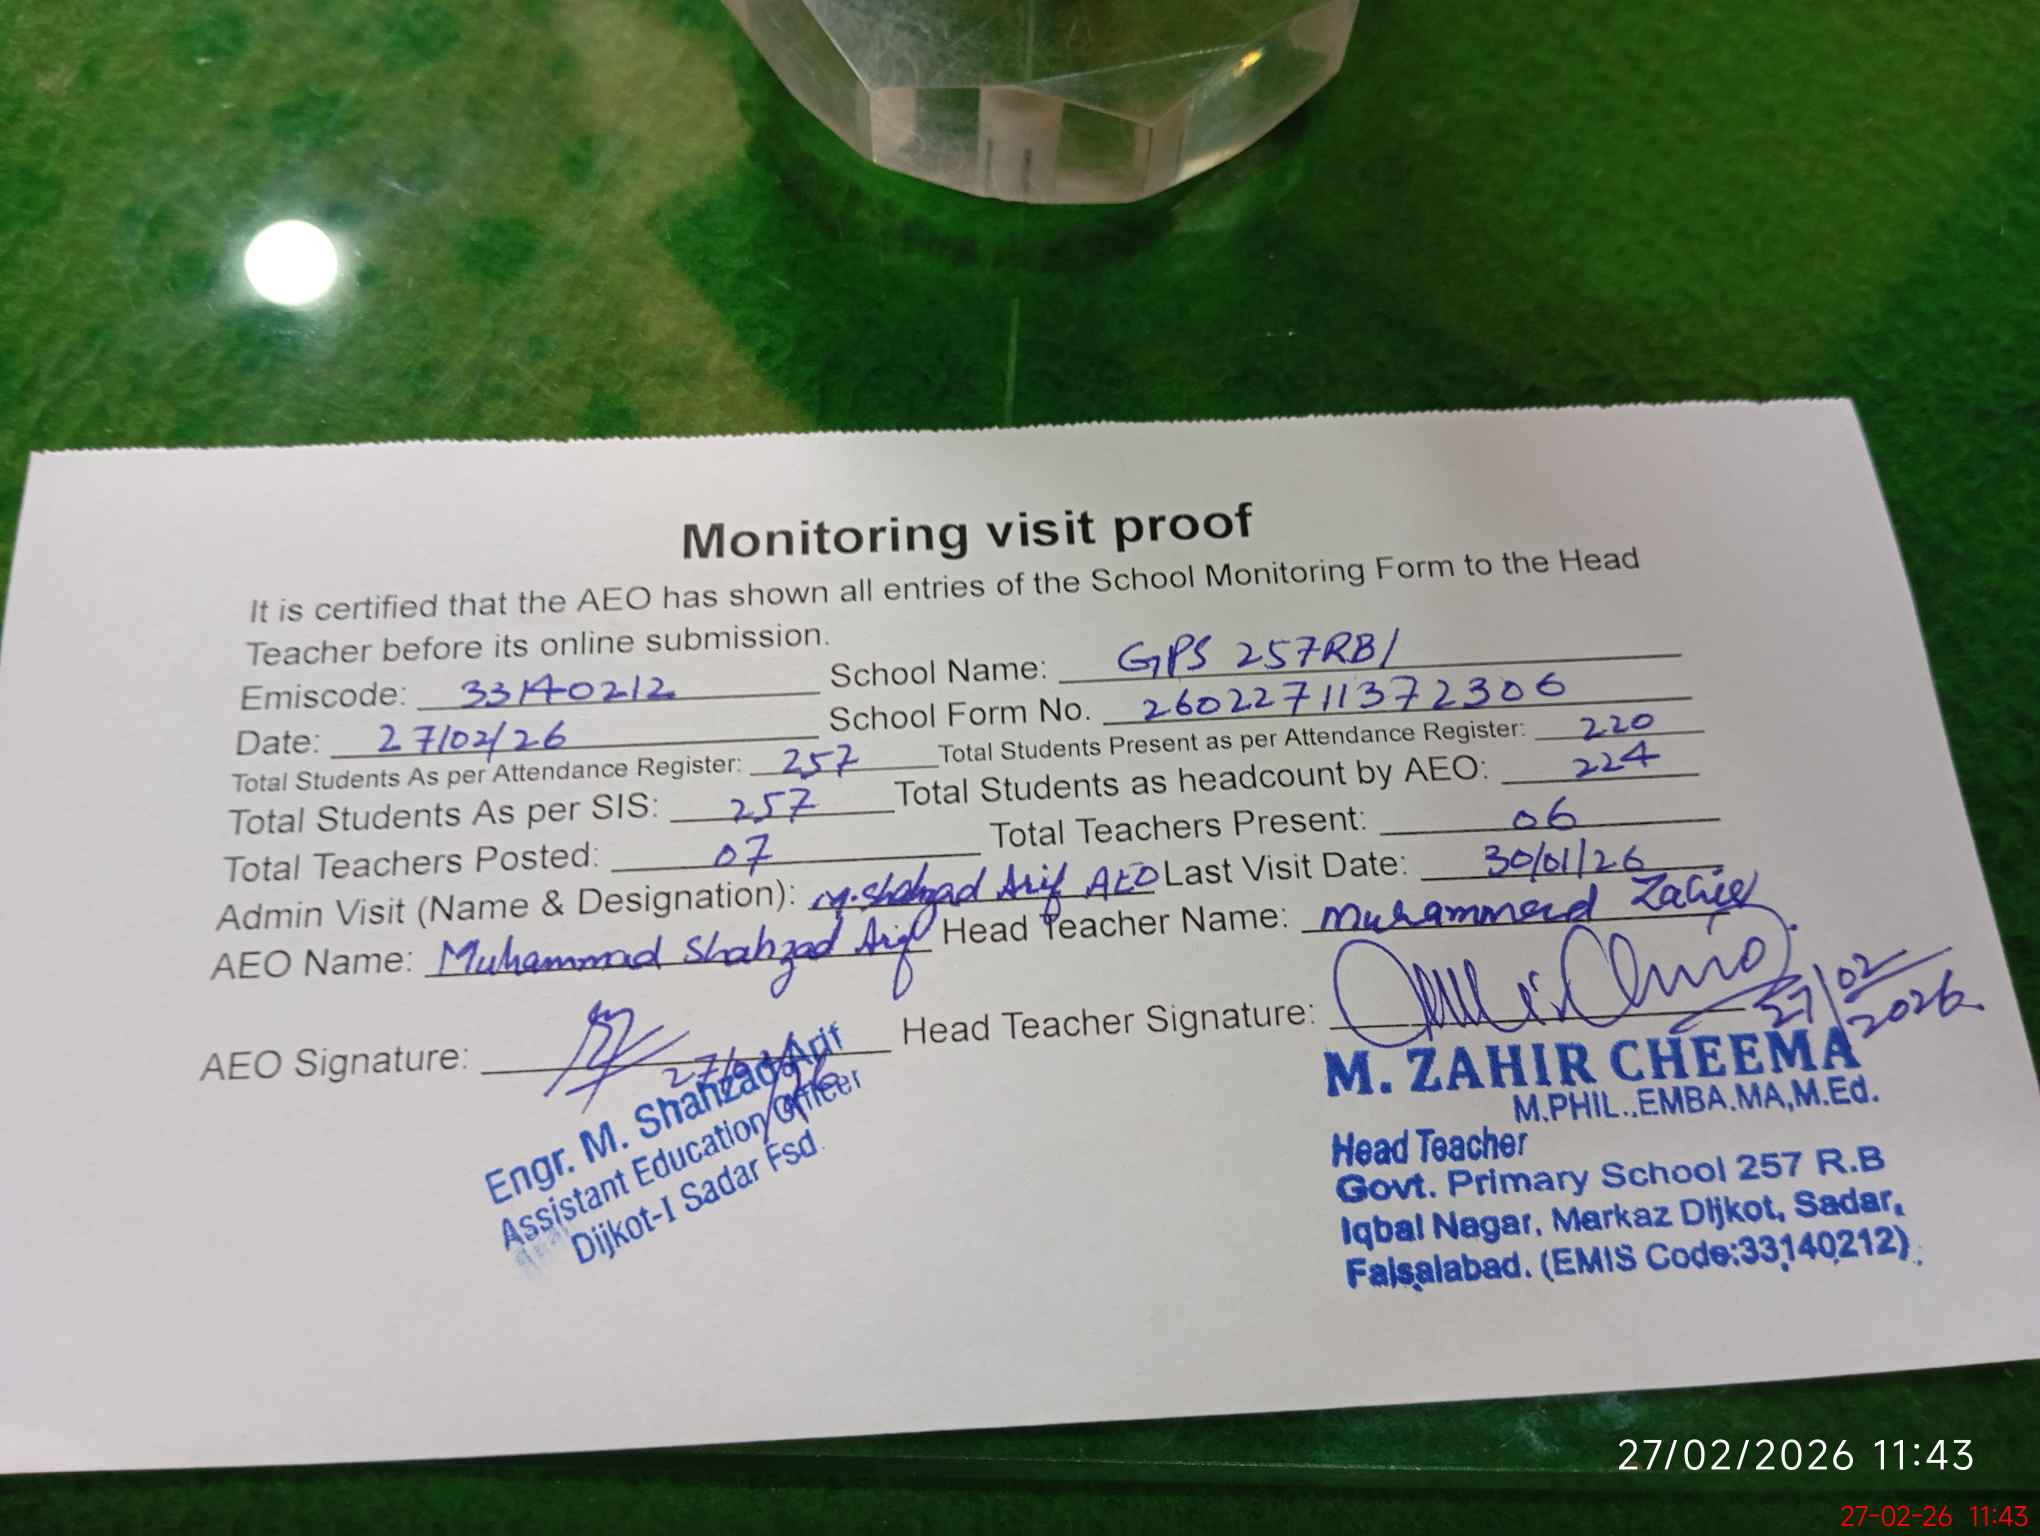 Monitoring visit proof
It is certified that the AEO has shown all entries of the School Monitoring Form to the Head
Teacher before its online submission.
Emiscode: 33140212 School Name: GPS 257RB/
Date: 27/02/26 School Form No. 26022711372306
Total Students As per Attendance Register: 257 Total Students Present as per Attendance Register: 220
Total Students As per SIS: 257 Total Students as headcount by AEO: 224
Total Teachers Posted: 07 Total Teachers Present: 06
Admin Visit (Name & Designation): M. Shahzad Arif AEO Last Visit Date: 30/01/26
AEO Name: Muhammad Shahzad Arif Head Teacher Name: Muhammad Zahir
AEO Signature: Head Teacher Signature:
27/02/2026
Engr. M. Shahzad Arif
Assistant Education Officer
Dijkot-I Sadar Fsd.
M. ZAHIR CHEEMA
M.PHIL.,EMBA.MA,M.Ed.
Head Teacher
Govt. Primary School 257 R.B
Iqbal Nagar, Markaz Dijkot, Sadar,
Faisalabad. (EMIS Code:33140212)
27/02/2026 11:43
27-02-26 11:43